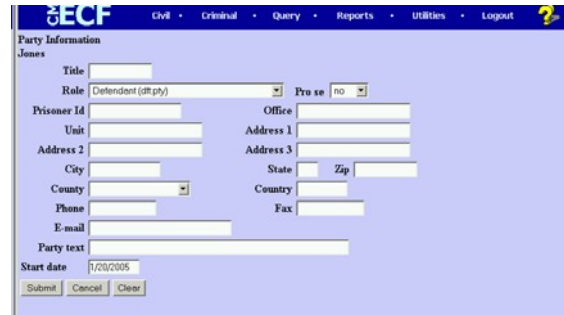 CM ECF Civil • Criminal • Query • Reports • Utilities • Logout ?
Party Information
Jones
Title
Role Defendant (dft:pty) Pro se no
Prisoner Id Office
Unit Address 1
Address 2 Address 3
City State Zip
County Country
Phone Fax
E-mail
Party text
Start date 1/20/2005
Submit Cancel Clear